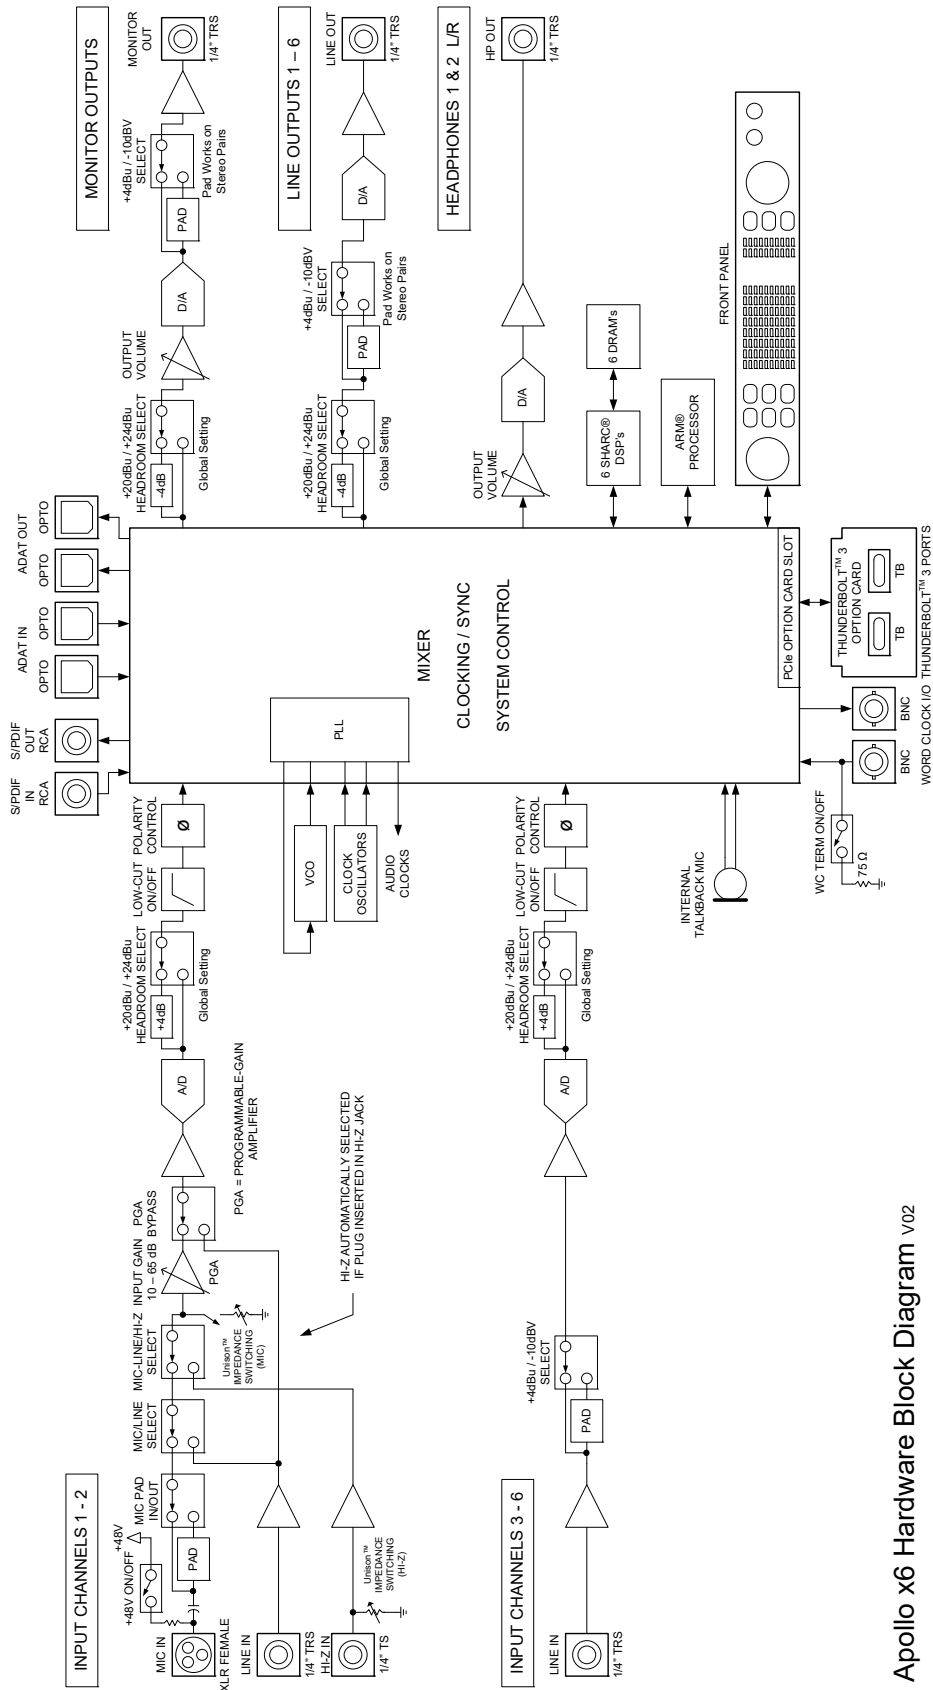 INPUT CHANNELS 1 - 2
+48V ON/OFF
+48V
MIC IN
XLR FEMALE
PAD
MIC PAD
IN/OUT
MIC/LINE
SELECT
MIC-LINE/HI-Z
SELECT
INPUT GAIN
10 – 65 dB
PGA
BYPASS
PGA
Unison™
IMPEDANCE
SWITCHING
(MIC)
LINE IN
1/4" TRS
HI-Z IN
1/4" TS
Unison™
IMPEDANCE
SWITCHING
(HI-Z)
HI-Z AUTOMATICALLY SELECTED
IF PLUG INSERTED IN HI-Z JACK
PGA = PROGRAMMABLE-GAIN
AMPLIFIER
A/D
+20dBu / +24dBu
HEADROOM SELECT
+4dB
Global Setting
LOW-CUT
ON/OFF
POLARITY
CONTROL
Ø
INPUT CHANNELS 3 - 6
LINE IN
1/4" TRS
+4dBu / -10dBV
SELECT
PAD
A/D
+20dBu / +24dBu
HEADROOM SELECT
+4dB
Global Setting
LOW-CUT
ON/OFF
POLARITY
CONTROL
Ø
VCO
CLOCK
OSCILLATORS
AUDIO
CLOCKS
PLL
INTERNAL
TALKBACK MIC
WC TERM ON/OFF
75 Ω
S/PDIF
IN
RCA
S/PDIF
OUT
RCA
ADAT IN
OPTO
OPTO
ADAT OUT
OPTO
OPTO
MIXER
CLOCKING / SYNC
SYSTEM CONTROL
PCIe OPTION CARD SLOT
BNC
BNC
WORD CLOCK I/O
THUNDERBOLT™ 3
OPTION CARD
TB
TB
THUNDERBOLT™ 3 PORTS
MONITOR OUTPUTS
+20dBu / +24dBu
HEADROOM SELECT
-4dB
Global Setting
OUTPUT
VOLUME
D/A
+4dBu / -10dBV
SELECT
PAD
Pad Works on
Stereo Pairs
MONITOR
OUT
1/4" TRS
LINE OUTPUTS 1 – 6
+20dBu / +24dBu
HEADROOM SELECT
-4dB
Global Setting
+4dBu / -10dBV
SELECT
PAD
Pad Works on
Stereo Pairs
D/A
LINE OUT
1/4" TRS
HEADPHONES 1 & 2 L/R
OUTPUT
VOLUME
D/A
HP OUT
1/4" TRS
6 SHARC®
DSP's
6 DRAM's
ARM®
PROCESSOR
FRONT PANEL
Apollo x6 Hardware Block Diagram V02